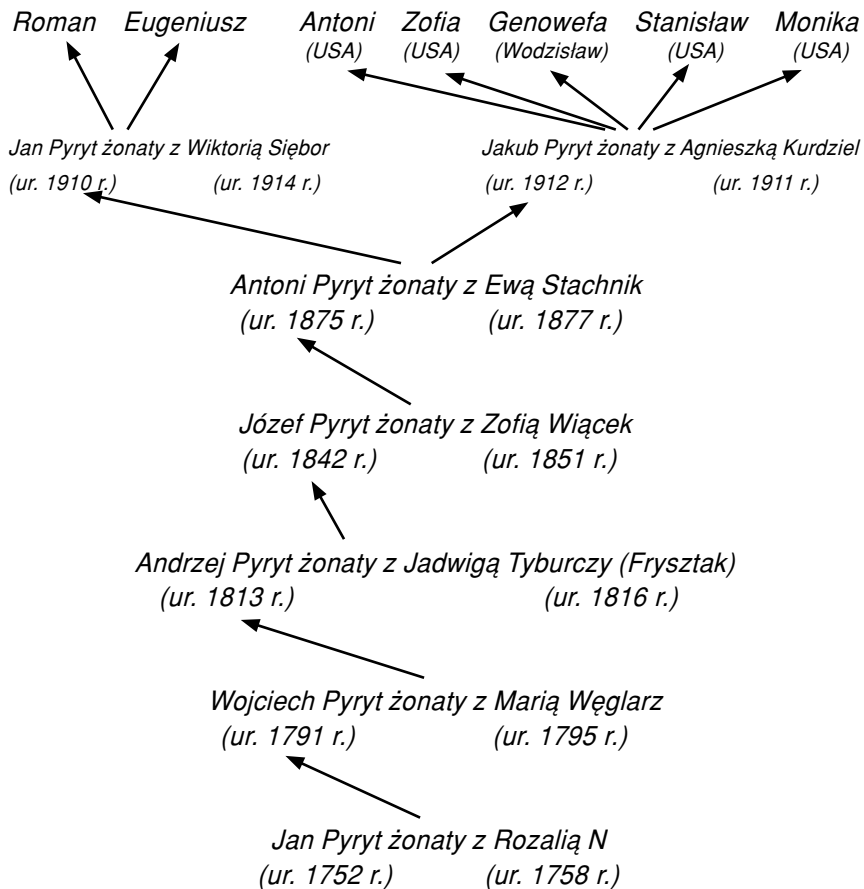 Roman Eugeniusz Antoni Zofia Genowefa Stanisław Monika
(USA) (USA) (Wodzisław) (USA) (USA)
Jan Pyryt żonaty z Wiktorią Siębor Jakub Pyryt żonaty z Agnieszką Kurdziel
(ur. 1910 r.) (ur. 1914 r.) (ur. 1912 r.) (ur. 1911 r.)
Antoni Pyryt żonaty z Ewą Stachnik
(ur. 1875 r.) (ur. 1877 r.)
Józef Pyryt żonaty z Zofią Wiącek
(ur. 1842 r.) (ur. 1851 r.)
Andrzej Pyryt żonaty z Jadwigą Tyburczy (Frysztak)
(ur. 1813 r.) (ur. 1816 r.)
Wojciech Pyryt żonaty z Marią Węglarz
(ur. 1791 r.) (ur. 1795 r.)
Jan Pyryt żonaty z Rozalią N
(ur. 1752 r.) (ur. 1758 r.)